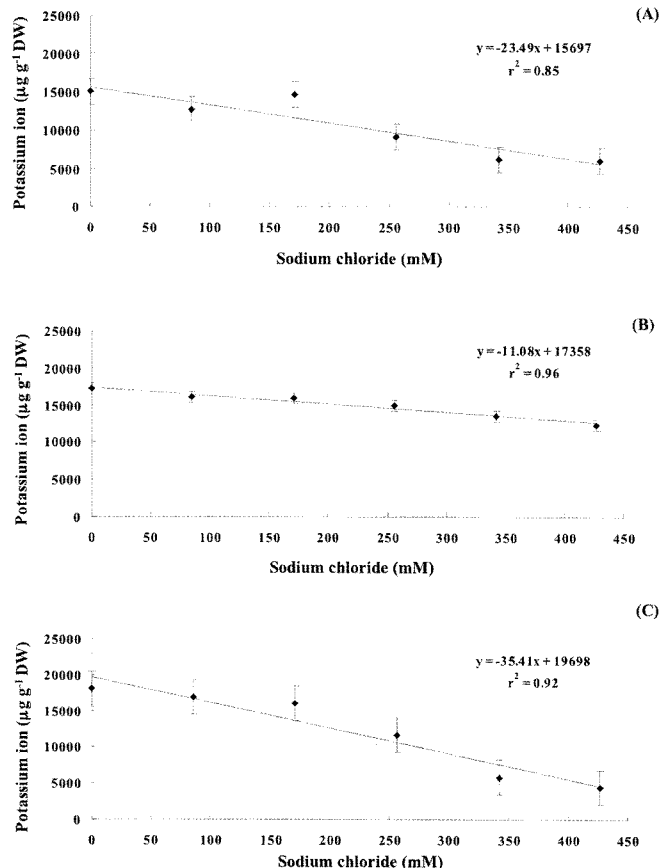 (A)
Potassium ion (µg g⁻¹ DW)
25000
20000
15000
10000
5000
0
y = -23.49x + 15697
r² = 0.85
0 50 100 150 200 250 300 350 400 450
Sodium chloride (mM)
(B)
Potassium ion (µg g⁻¹ DW)
25000
20000
15000
10000
5000
0
y = -11.08x + 17358
r² = 0.96
0 50 100 150 200 250 300 350 400 450
Sodium chloride (mM)
(C)
Potassium ion (µg g⁻¹ DW)
25000
20000
15000
10000
5000
0
y = -35.41x + 19698
r² = 0.92
0 50 100 150 200 250 300 350 400 450
Sodium chloride (mM)